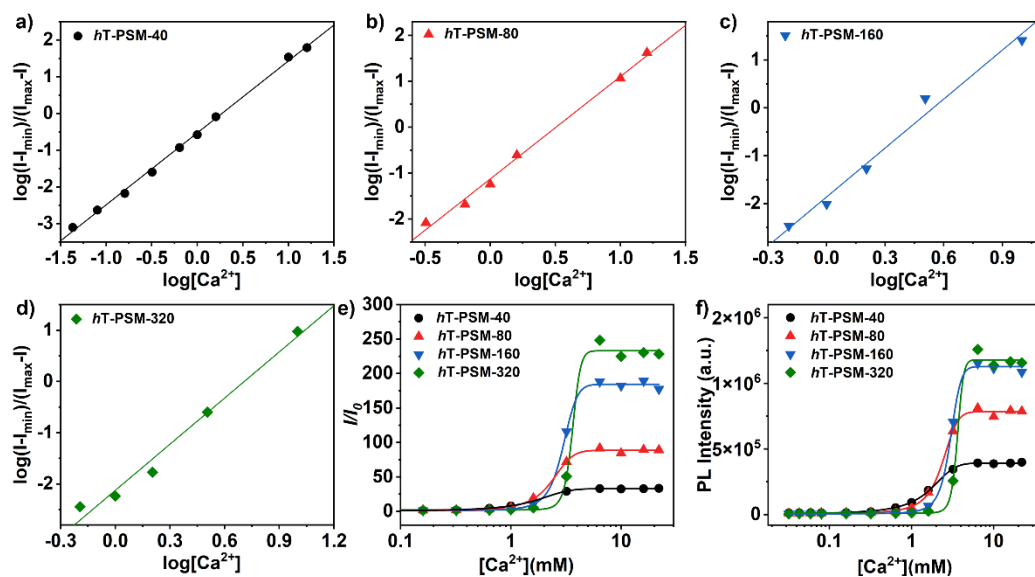 a)
hT-PSM-40
log(I-Imin)/(Imax-I)
2
1
0
-1
-2
-3
-1.5 -1.0 -0.5 0.0 0.5 1.0 1.5
log[Ca²⁺]
b)
hT-PSM-80
log(I-Imin)/(Imax-I)
2
1
0
-1
-2
-0.5 0.0 0.5 1.0 1.5
log[Ca²⁺]
c)
hT-PSM-160
log(I-Imin)/(Imax-I)
1
0
-1
-2
-0.3 0.0 0.3 0.6 0.9
log[Ca²⁺]
d)
hT-PSM-320
log(I-Imin)/(Imax-I)
1
0
-1
-2
-0.3 0.0 0.3 0.6 0.9 1.2
log[Ca²⁺]
e)
hT-PSM-40
hT-PSM-80
hT-PSM-160
hT-PSM-320
I/I0
300
250
200
150
100
50
0
0.1 1 10
[Ca²⁺](mM)
f)
hT-PSM-40
hT-PSM-80
hT-PSM-160
hT-PSM-320
PL Intensity (a.u.)
2×10⁶
1×10⁶
5×10⁵
0
0.1 1 10
[Ca²⁺](mM)